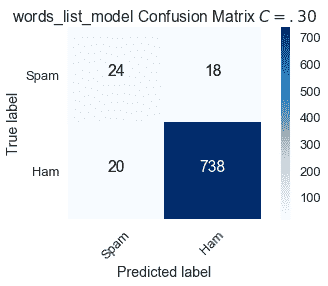 words_list_model Confusion Matrix C = . 30
True label
Spam
24
18
Ham
20
738
Spam
Ham
Predicted label
700
600
500
400
300
200
100